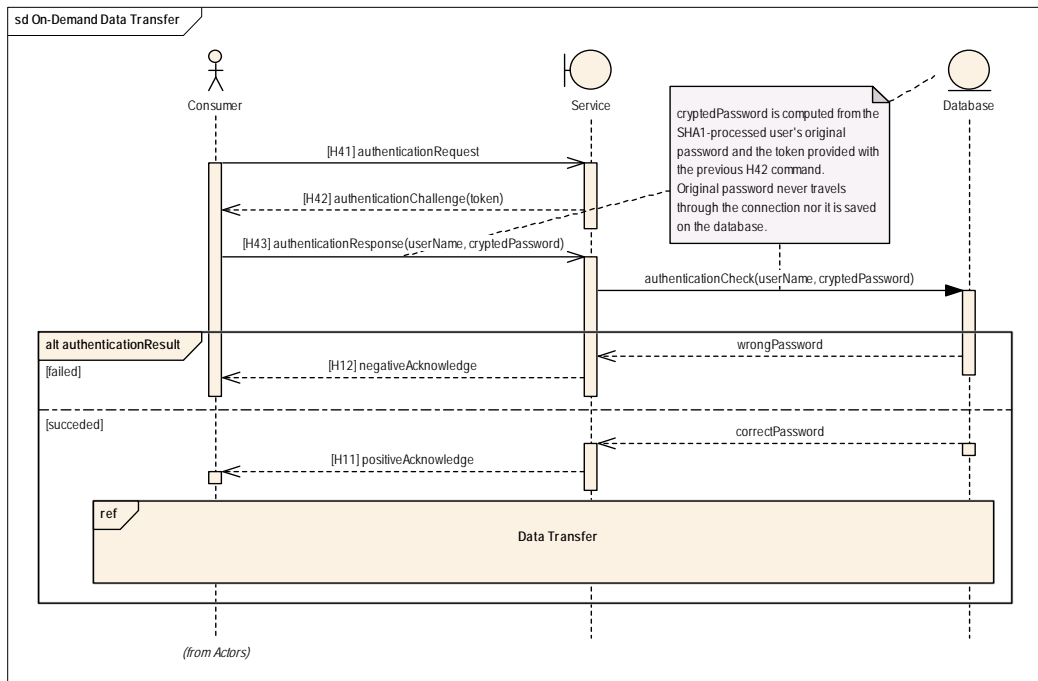 sd On-Demand Data Transfer
Consumer
Service
Database
cryptedPassword is computed from the
SHA1-processed user's original
password and the token provided with
the previous H42 command.
Original password never travels
through the connection nor it is saved
on the database.
[H41] authenticationRequest
[H42] authenticationChallenge(token)
[H43] authenticationResponse(userName, cryptedPassword)
authenticationCheck(userName, cryptedPassword)
alt authenticationResult
[failed]
wrongPassword
[H12] negativeAcknowledge
[succeded]
correctPassword
[H11] positiveAcknowledge
ref
Data Transfer
(from Actors)